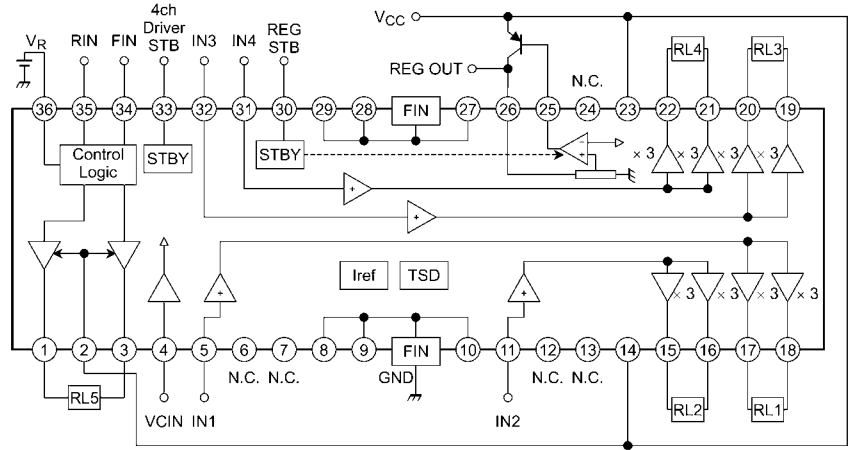 4ch
Driver
STB
REG
STB
VCC
VR
RIN
FIN
IN3
IN4
REG OUT
RL4
RL3
N.C.
36
35
34
33
32
31
30
29
28
FIN
27
26
25
24
23
22
21
20
19
Control
Logic
STBY
STBY
- +
× 3
× 3
× 3
× 3
+
+
Iref
TSD
+
+
× 3
× 3
× 3
× 3
1
2
3
4
5
6
7
8
9
FIN
10
11
12
13
14
15
16
17
18
N.C.
N.C.
GND
N.C.
N.C.
RL5
VCIN
IN1
IN2
RL2
RL1